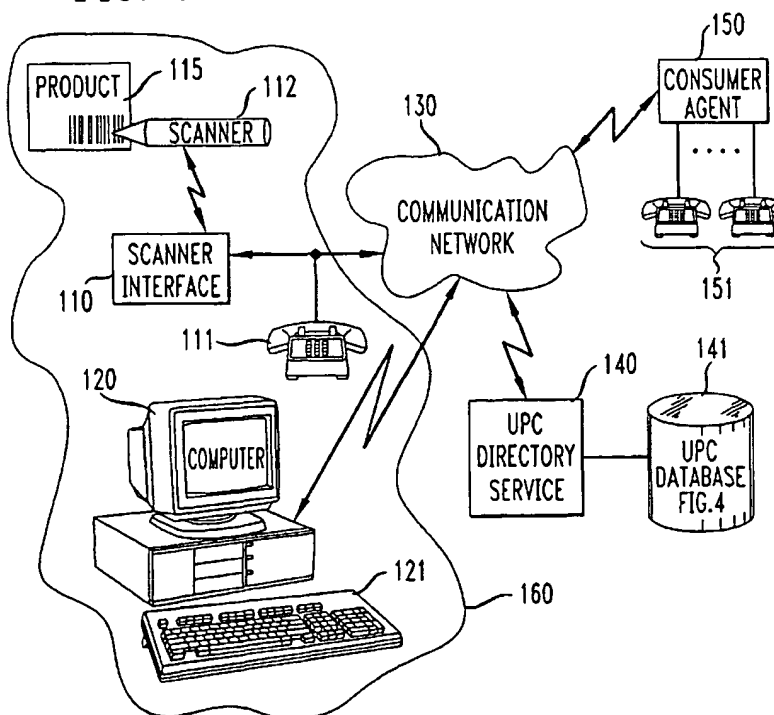 115
PRODUCT
112
SCANNER
110
SCANNER
INTERFACE
111
120
COMPUTER
121
160
130
COMMUNICATION
NETWORK
150
CONSUMER
AGENT
....
151
140
UPC
DIRECTORY
SERVICE
141
UPC
DATABASE
FIG.4